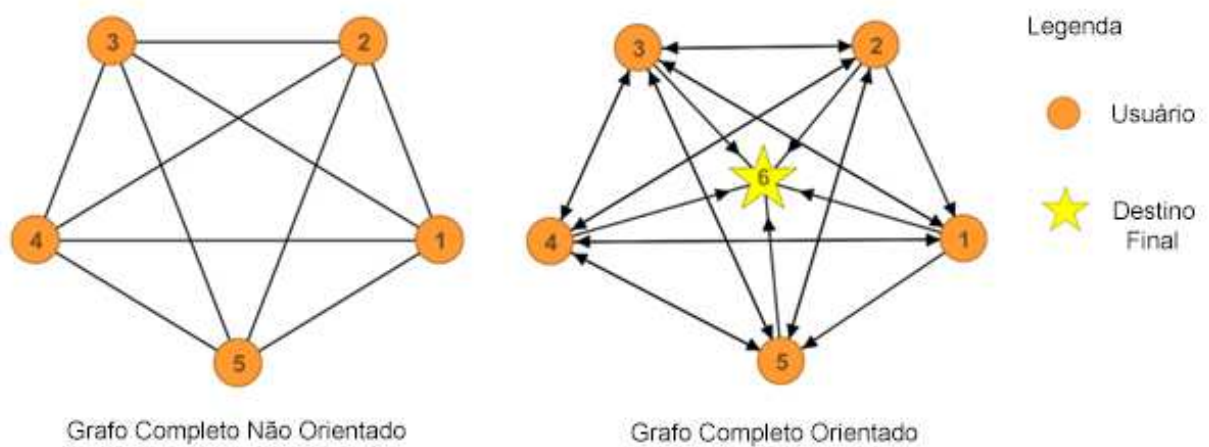 3
2
4
1
5
Grafo Completo Não Orientado
3
2
6
4
1
5
Grafo Completo Orientado
Legenda
Usuário
Destino
Final